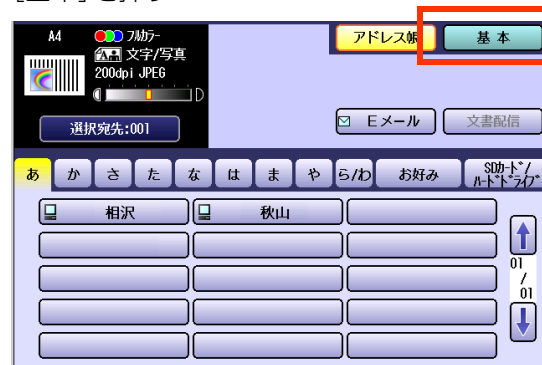 [基本] を押す
A4 フルカラー アドレス帳 基 本
文字/写真
200dpi JPEG
D
選択宛先:001 Eメール 文書配信
あ か さ た な は ま や ら/わ お好み SDカード/ハードドライブ
相沢 秋山
01
/
01